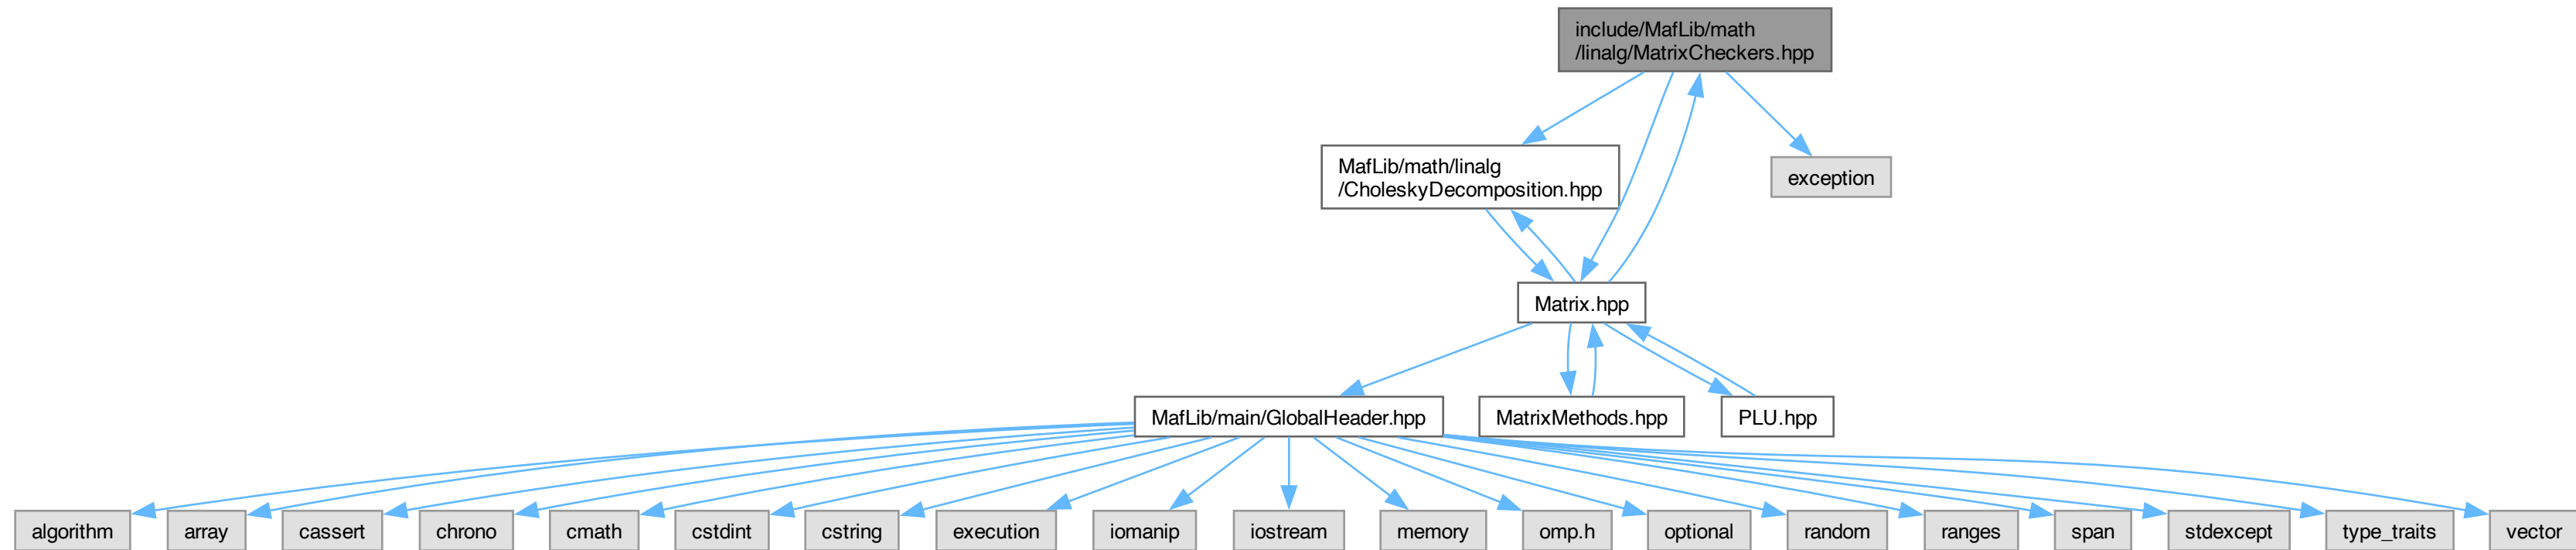 include/MafLib/math
/linalg/MatrixCheckers.hpp
MafLib/math/linalg
/CholeskyDecomposition.hpp
exception
Matrix.hpp
MafLib/main/GlobalHeader.hpp
MatrixMethods.hpp
PLU.hpp
algorithm
array
cassert
chrono
cmath
cstdint
cstring
execution
iomanip
iostream
memory
omp.h
optional
random
ranges
span
stdexcept
type_traits
vector